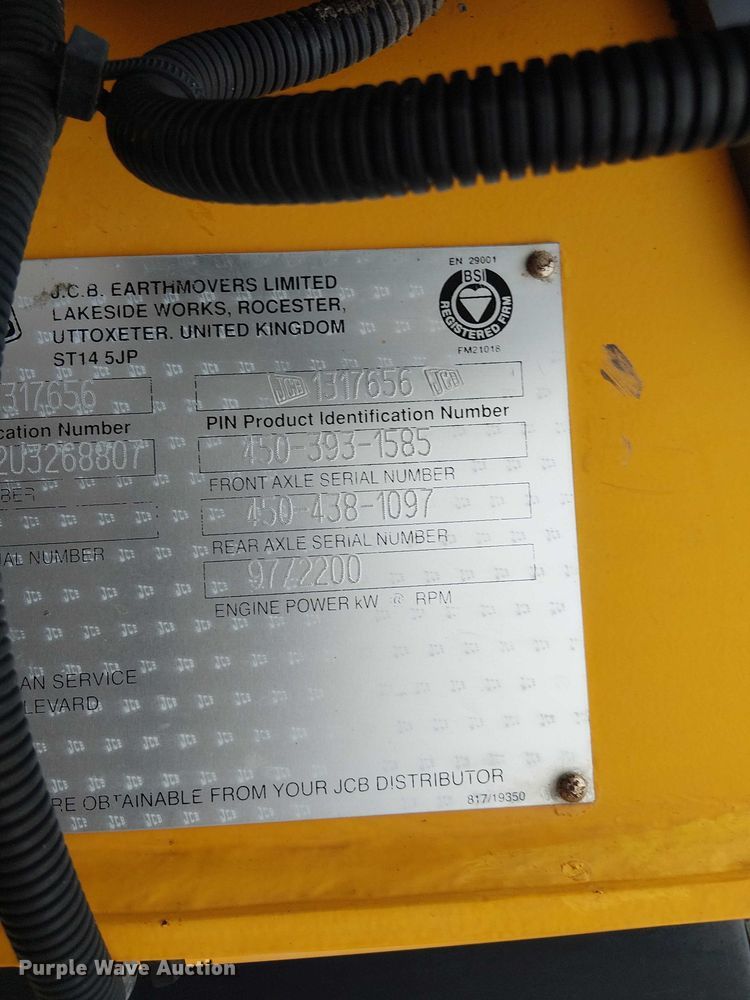 J.C.B. EARTHMOVERS LIMITED
LAKESIDE WORKS, ROCESTER,
UTTOXETER. UNITED KINGDOM
ST14 5JP
EN 29001
BSI
REGISTERED FIRM
FM21018
317656
JCB 1317656 JCB
cation Number
PIN Product Identification Number
2U3268807
450-393-1585
BER
FRONT AXLE SERIAL NUMBER
450-438-1097
IAL NUMBER
REAR AXLE SERIAL NUMBER
97/2200
ENGINE POWER kW @ RPM
AN SERVICE
LEVARD
RE OBTAINABLE FROM YOUR JCB DISTRIBUTOR
817/19350
Purple Wave Auction